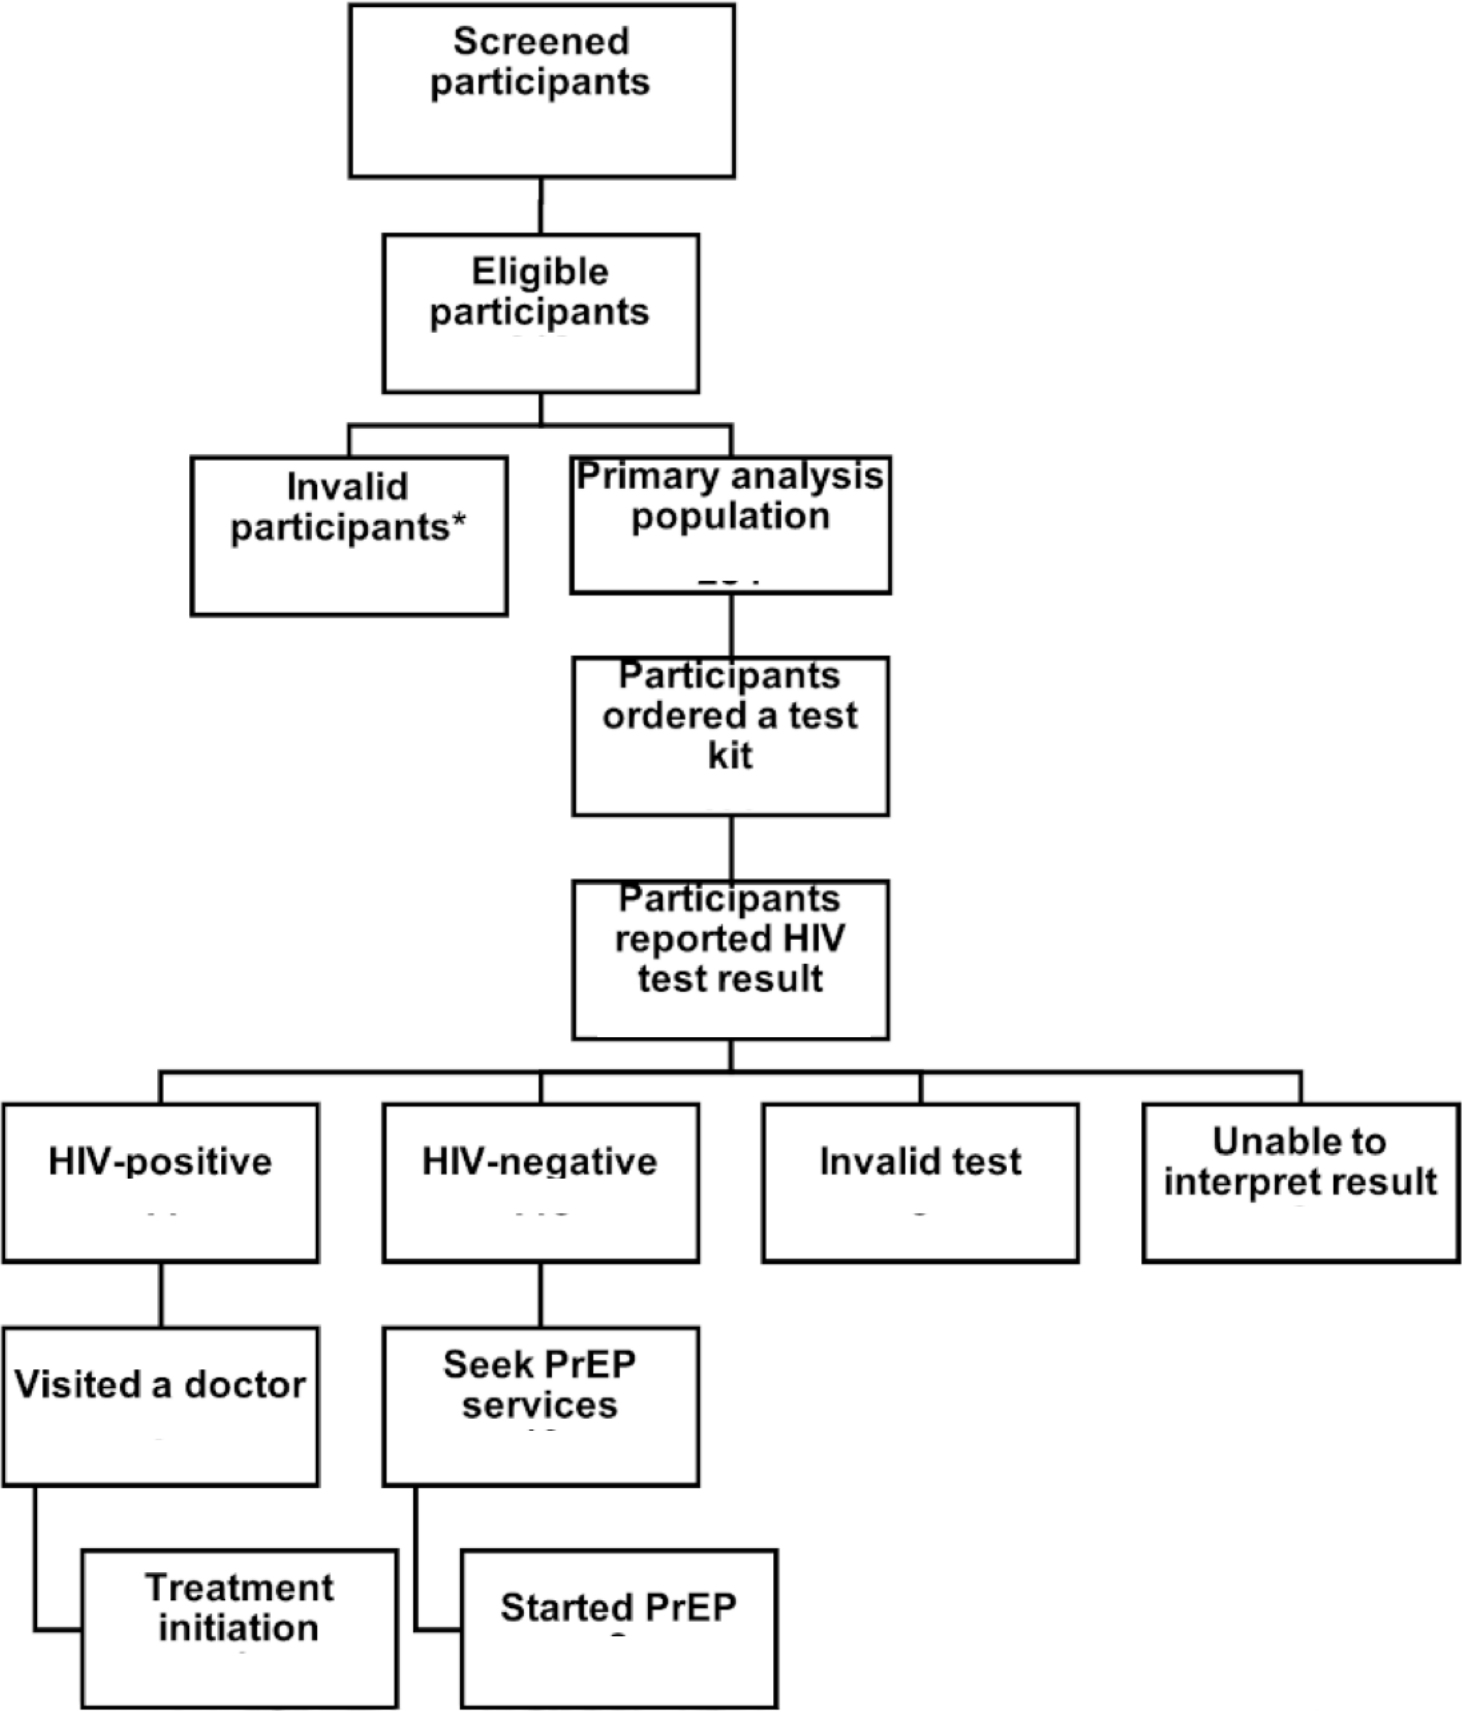 Screened
participants
Eligible
participants
Invalid
participants*
Primary analysis
population
Participants
ordered a test
kit
Participants
reported HIV
test result
HIV-positive
HIV-negative
Invalid test
Unable to
interpret result
Visited a doctor
Seek PrEP
services
Treatment
initiation
Started PrEP